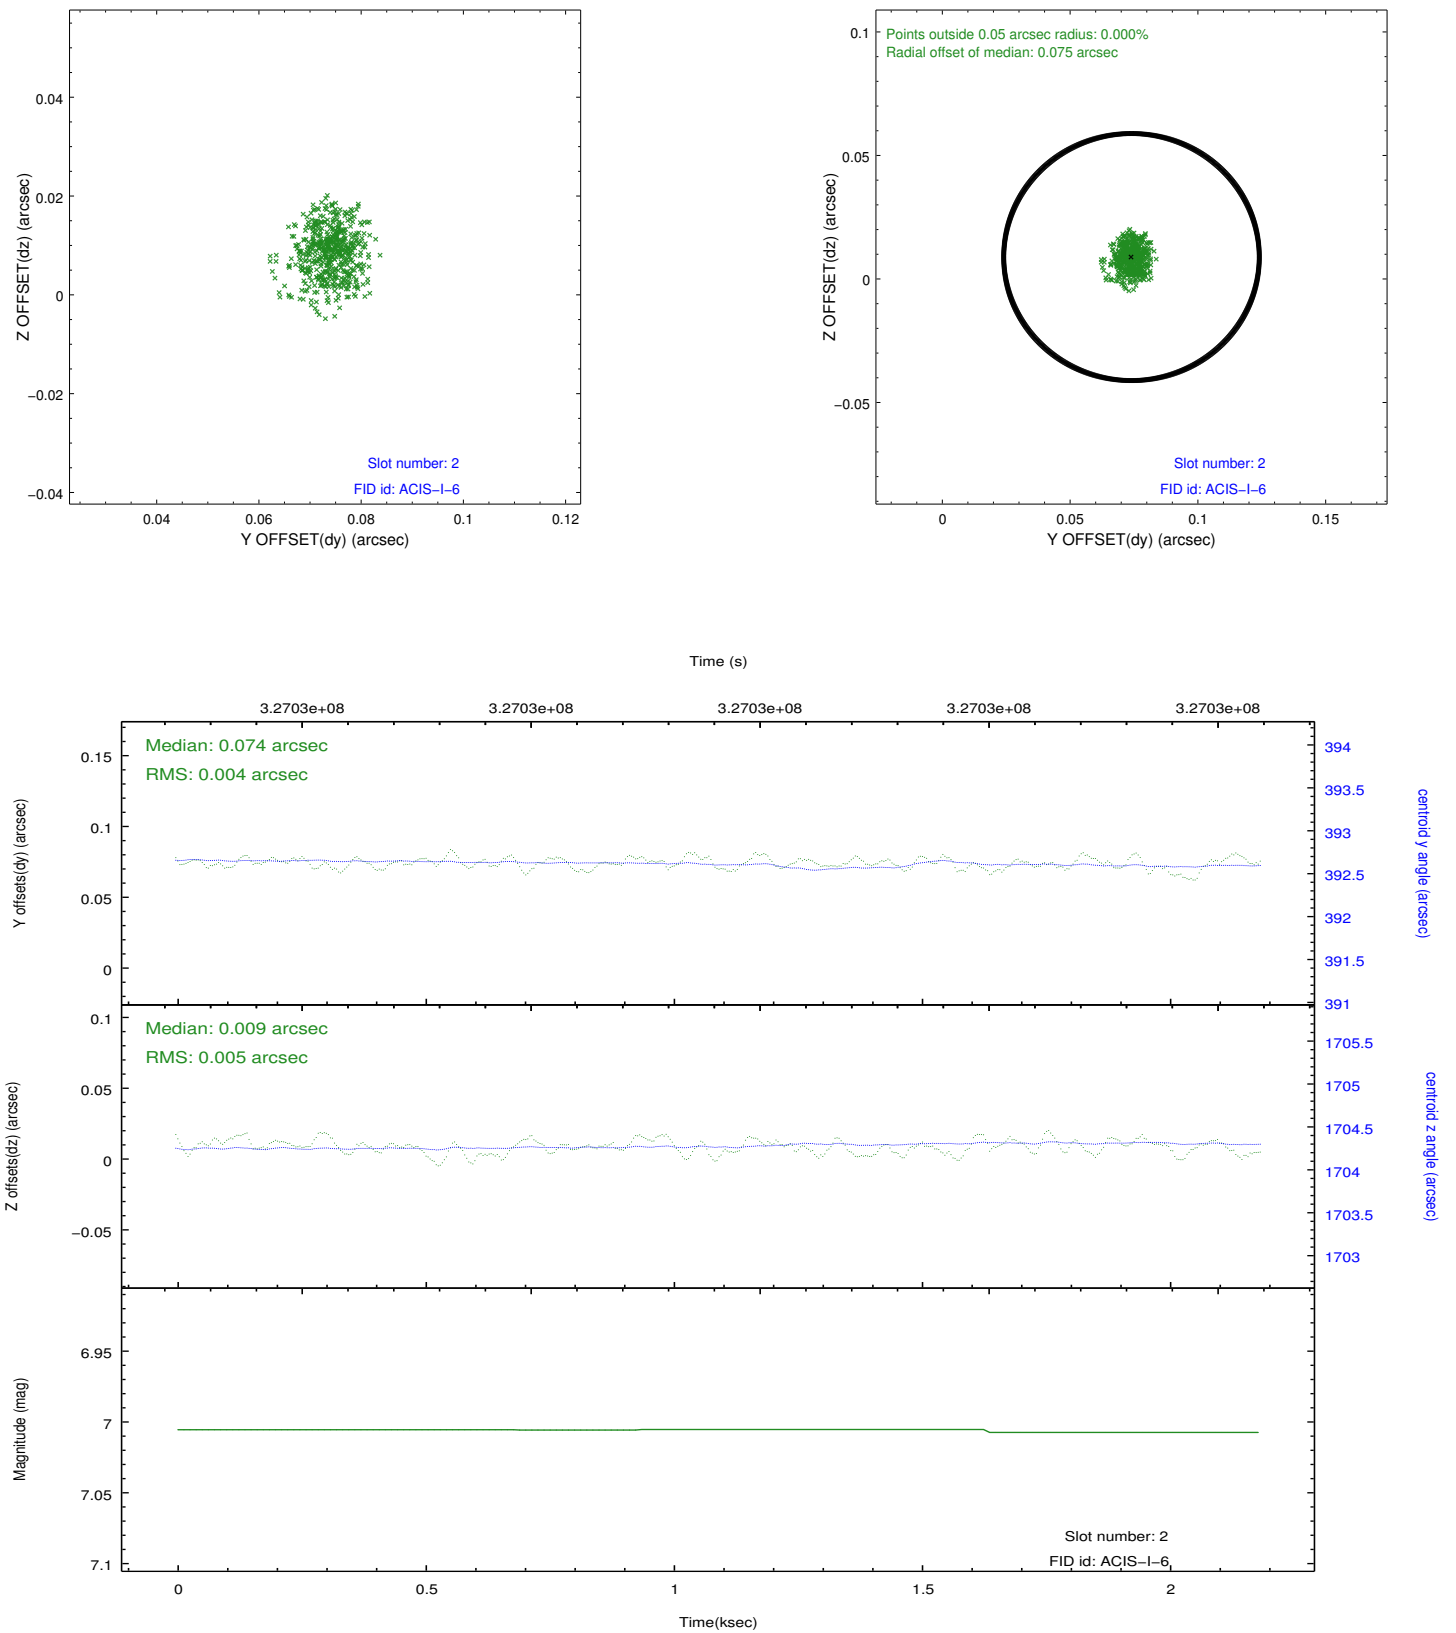 0.04
0.02
0
−0.02
−0.04
Z OFFSET(dz) (arcsec)
Slot number: 2
FID id: ACIS−I−6
0.04 0.06 0.08 0.1 0.12
Y OFFSET(dy) (arcsec)
Points outside 0.05 arcsec radius: 0.000%
Radial offset of median: 0.075 arcsec
0.1
0.05
0
−0.05
Z OFFSET(dz) (arcsec)
Slot number: 2
FID id: ACIS−I−6
0 0.05 0.1 0.15
Y OFFSET(dy) (arcsec)
Time (s)
3.2703e+08 3.2703e+08 3.2703e+08 3.2703e+08 3.2703e+08
Median: 0.074 arcsec
RMS: 0.004 arcsec
0.15
0.1
0.05
0
Y offsets(dy) (arcsec)
394
393.5
393
392.5
392
391.5
391
centroid y angle (arcsec)
Median: 0.009 arcsec
RMS: 0.005 arcsec
0.1
0.05
0
−0.05
Z offsets(dz) (arcsec)
1705.5
1705
1704.5
1704
1703.5
1703
centroid z angle (arcsec)
6.95
7
7.05
7.1
Magnitude (mag)
Slot number: 2
FID id: ACIS−I−6
0 0.5 1 1.5 2
Time(ksec)